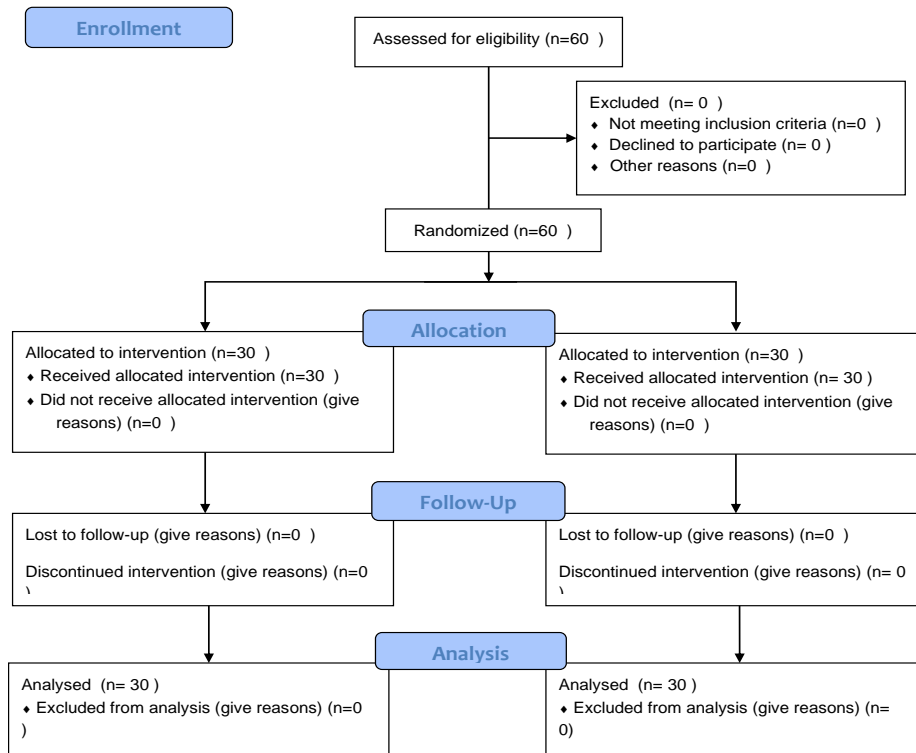 Enrollment
Assessed for eligibility (n=60 )
Excluded (n= 0 )
♦ Not meeting inclusion criteria (n=0 )
♦ Declined to participate (n= 0 )
♦ Other reasons (n=0 )
Randomized (n=60 )
Allocation
Allocated to intervention (n=30 )
♦ Received allocated intervention (n=30 )
♦ Did not receive allocated intervention (give
reasons) (n=0 )
Allocated to intervention (n=30 )
♦ Received allocated intervention (n= 30 )
♦ Did not receive allocated intervention (give
reasons) (n=0 )
Follow-Up
Lost to follow-up (give reasons) (n=0 )
Discontinued intervention (give reasons) (n=0
)
Lost to follow-up (give reasons) (n=0 )
Discontinued intervention (give reasons) (n= 0
)
Analysis
Analysed (n= 30 )
♦ Excluded from analysis (give reasons) (n=0
)
Analysed (n= 30 )
♦ Excluded from analysis (give reasons) (n=
0)